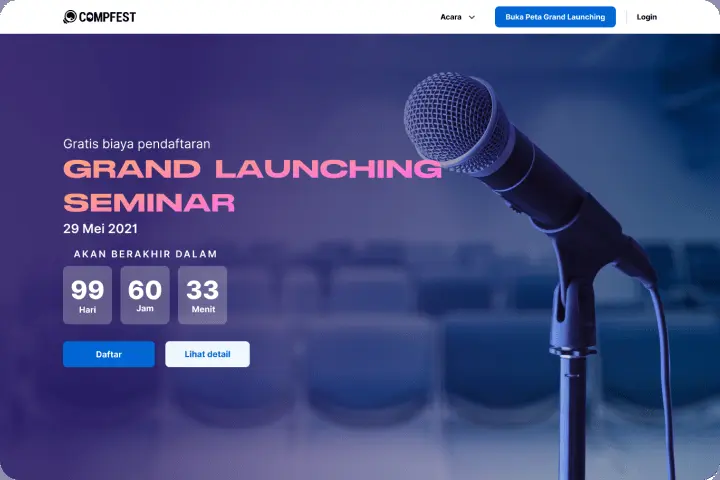 COMPFEST
Acara
Buka Peta Grand Launching
Login
Gratis biaya pendaftaran
GRAND LAUNCHING
SEMINAR
29 Mei 2021
AKAN BERAKHIR DALAM
99 60 33
Hari Jam Menit
Daftar
Lihat detail